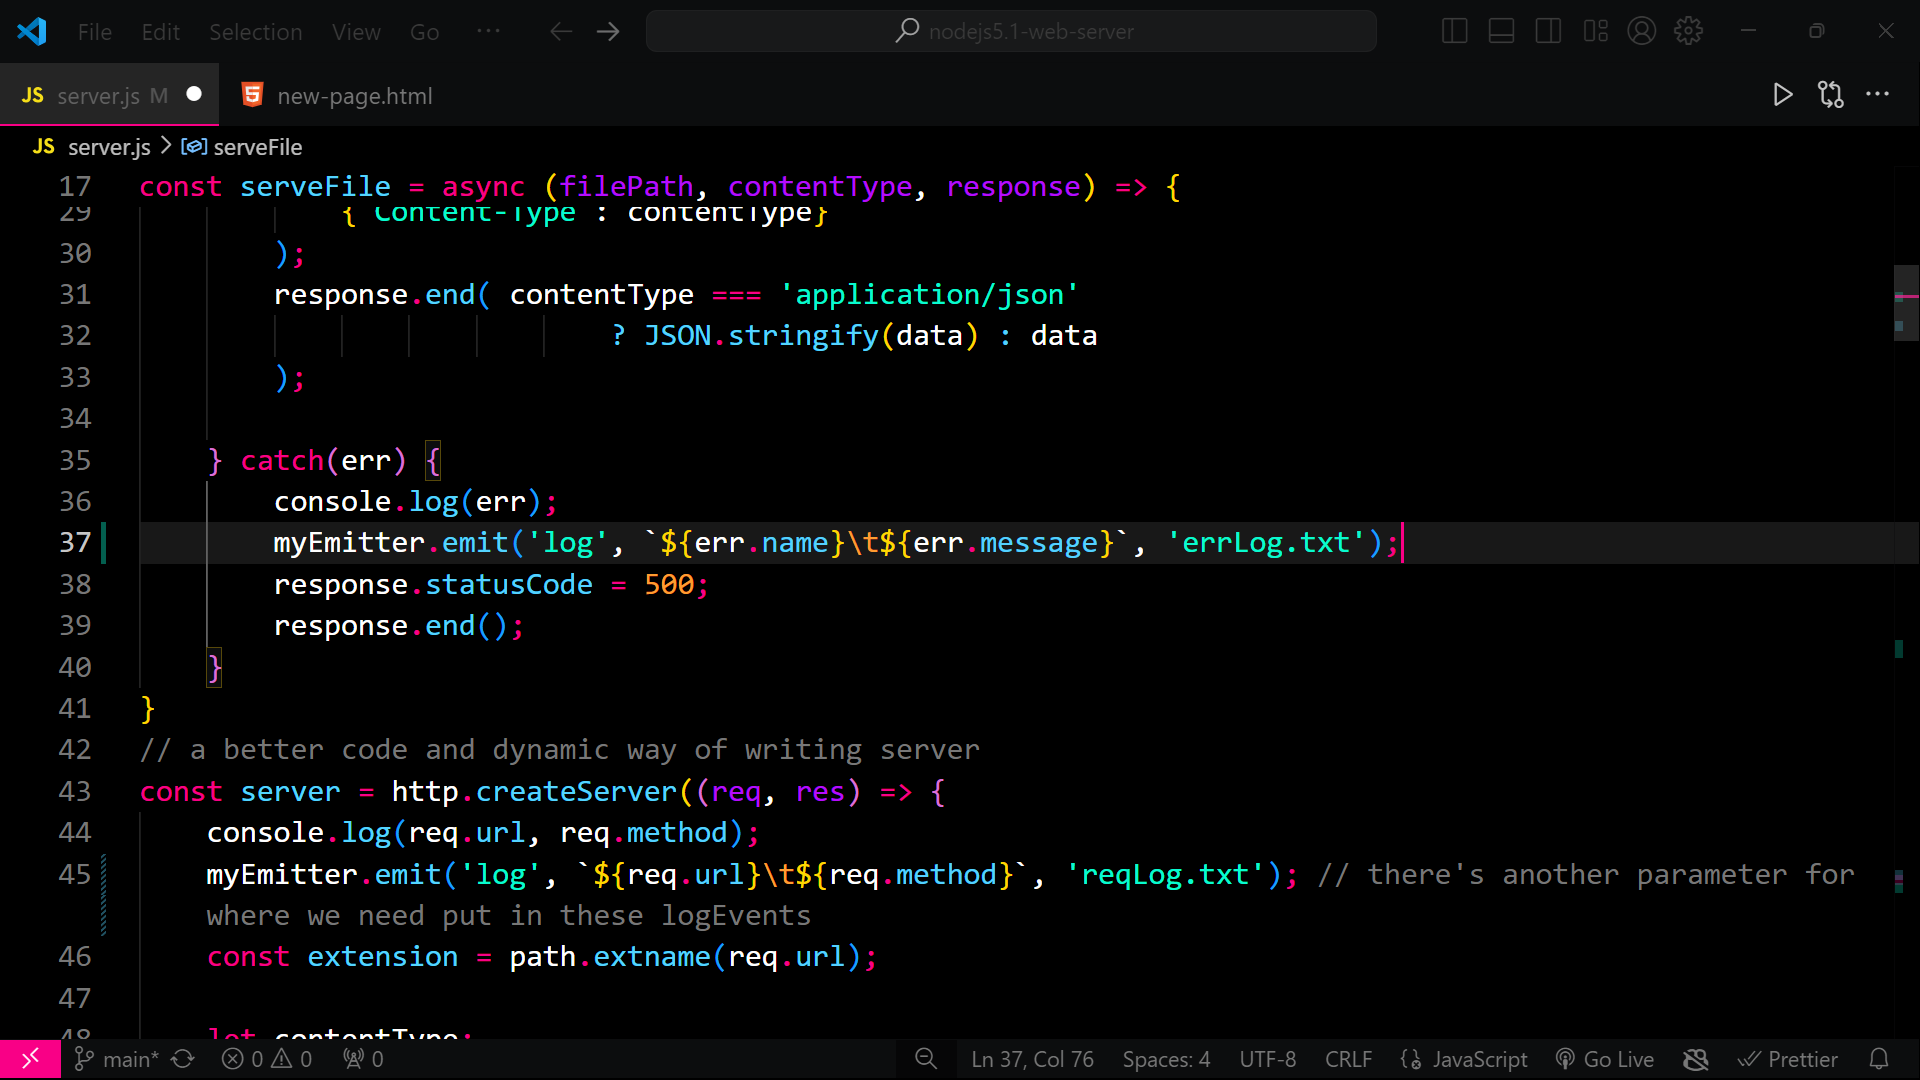 File Edit Selection View Go ··· nodejs5.1-web-server
JS server.js M new-page.html
JS server.js > serveFile
17 const serveFile = async (filePath, contentType, response) => {
29 { Content-Type : contentType}
30 );
31 response.end( contentType === 'application/json'
32 ? JSON.stringify(data) : data
33 );
34
35 } catch(err) {
36 console.log(err);
37 myEmitter.emit('log', `${err.name}\t${err.message}`, 'errLog.txt');
38 response.statusCode = 500;
39 response.end();
40 }
41 }
42 // a better code and dynamic way of writing server
43 const server = http.createServer((req, res) => {
44 console.log(req.url, req.method);
45 myEmitter.emit('log', `${req.url}\t${req.method}`, 'reqLog.txt'); // there's another parameter for
where we need put in these logEvents
46 const extension = path.extname(req.url);
47
48 let contentType;
main* 0 0 0 Ln 37, Col 76 Spaces: 4 UTF-8 CRLF {} JavaScript Go Live Prettier